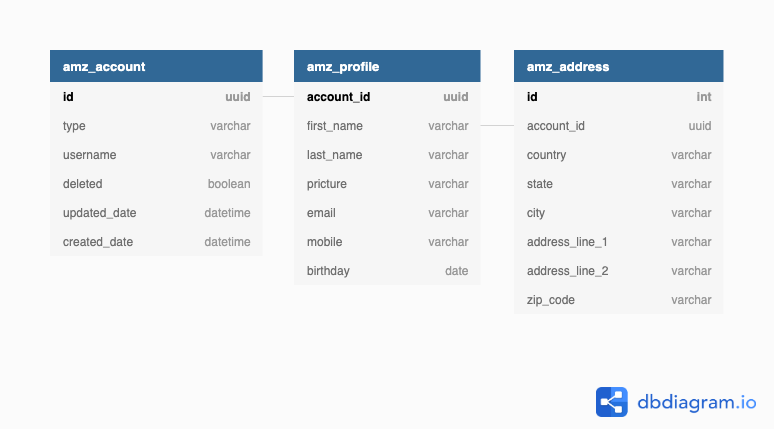 amz_account
id uuid
type varchar
username varchar
deleted boolean
updated_date datetime
created_date datetime
amz_profile
account_id uuid
first_name varchar
last_name varchar
pricture varchar
email varchar
mobile varchar
birthday date
amz_address
id int
account_id uuid
country varchar
state varchar
city varchar
address_line_1 varchar
address_line_2 varchar
zip_code varchar
dbdiagram.io